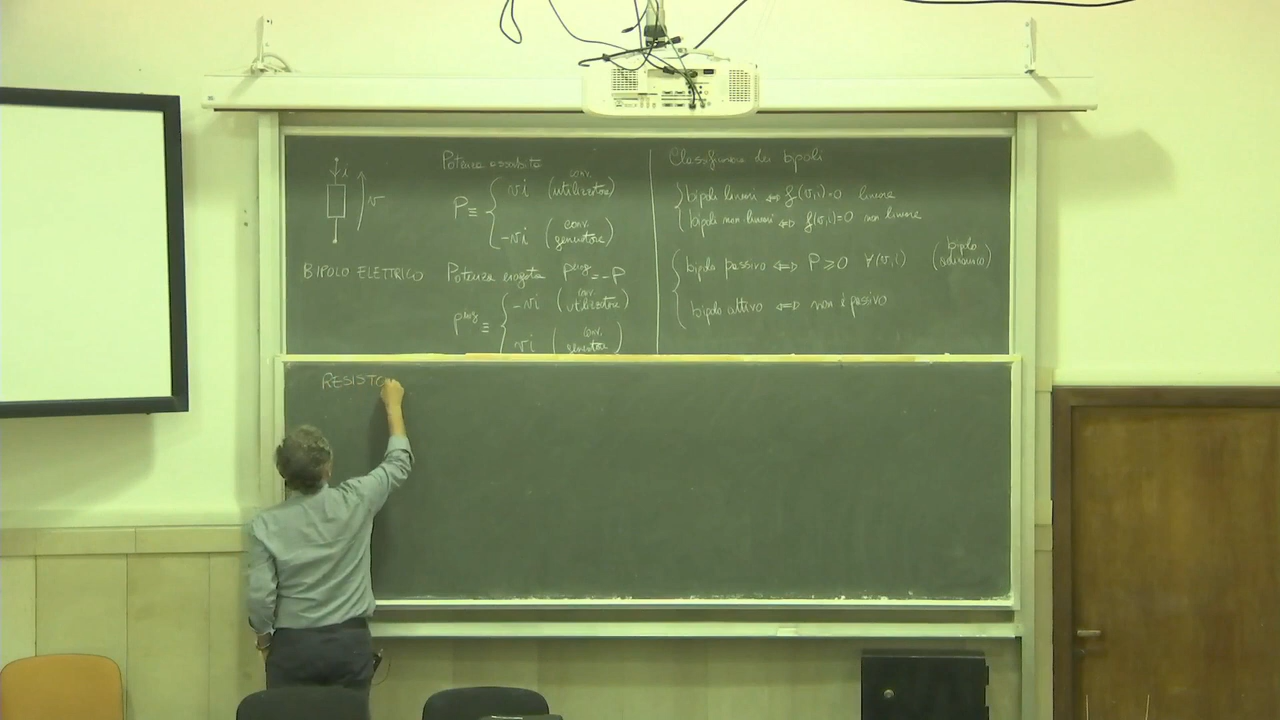 i
v
BIPOLO ELETTRICO
Potenza assorbita
P ≡ { vi (conv. utilizzatore)
-vi (conv. generatore)
Potenza erogata P^erog = -P
P^erog ≡ { -vi (conv. utilizzatore)
vi (conv. generatore)
Classificazione dei bipoli
bipoli lineari ⇔ f(v,i)=0 lineare
bipoli non lineari ⇔ f(v,i)=0 non lineare
bipolo passivo ⇔ P ≥ 0 ∀(v,i) (bipolo adinamico)
bipolo attivo ⇔ non è passivo
RESISTO